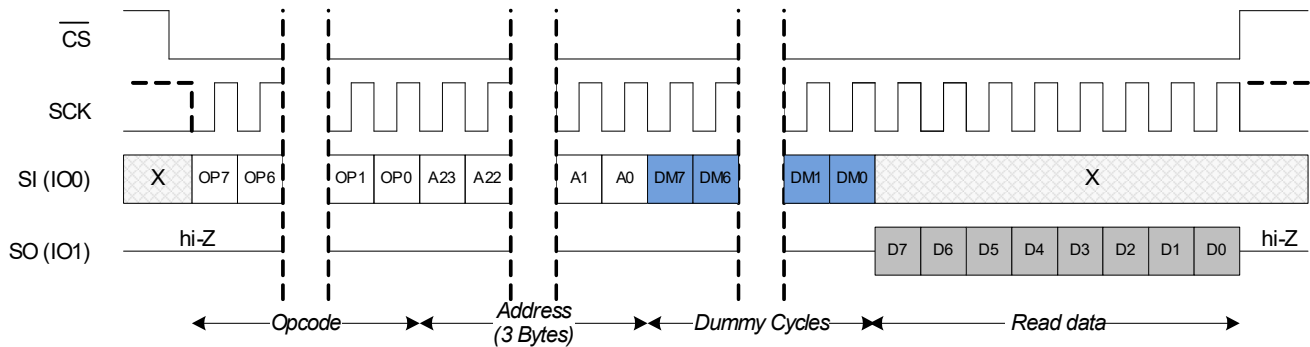 CS
SCK
SI (IO0) X OP7 OP6 OP1 OP0 A23 A22 A1 A0 DM7 DM6 DM1 DM0 X
SO (IO1) hi-Z D7 D6 D5 D4 D3 D2 D1 D0 hi-Z
Opcode Address Dummy Cycles Read data
(3 Bytes)